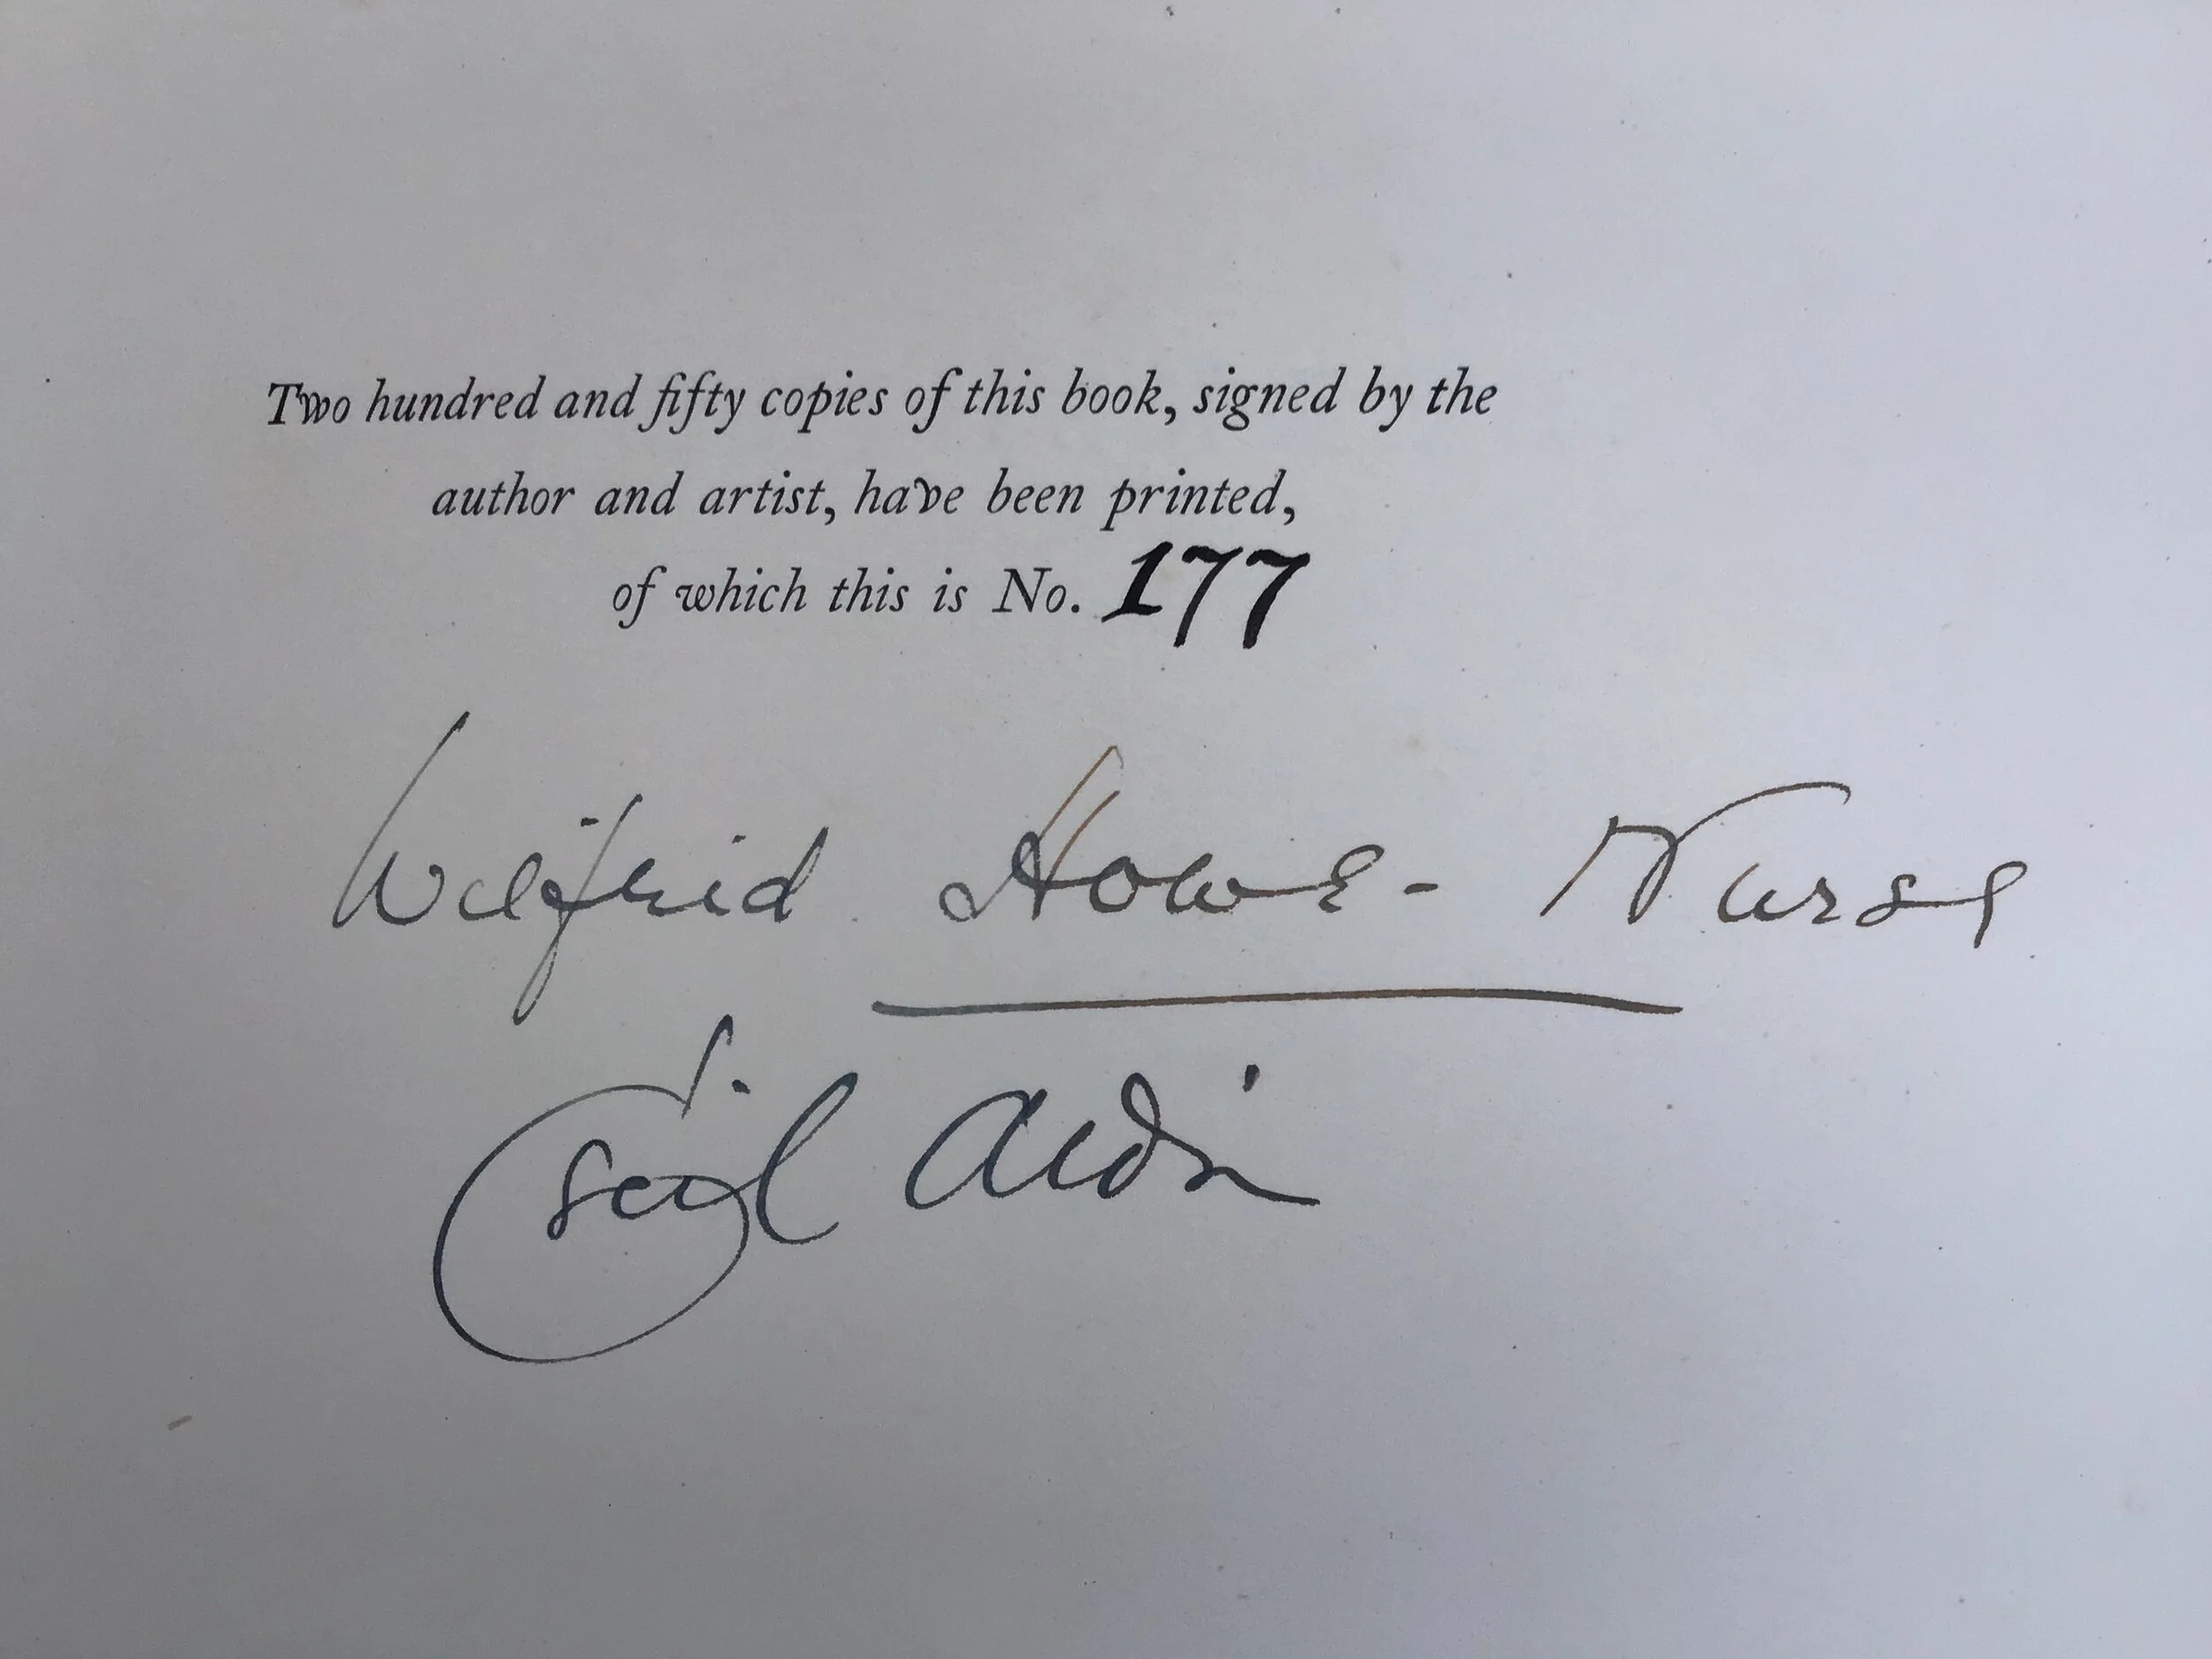 Two hundred and fifty copies of this book, signed by the
author and artist, have been printed,
of which this is No. 177
Wilfrid Howe-Nurse
Cecil Aldin